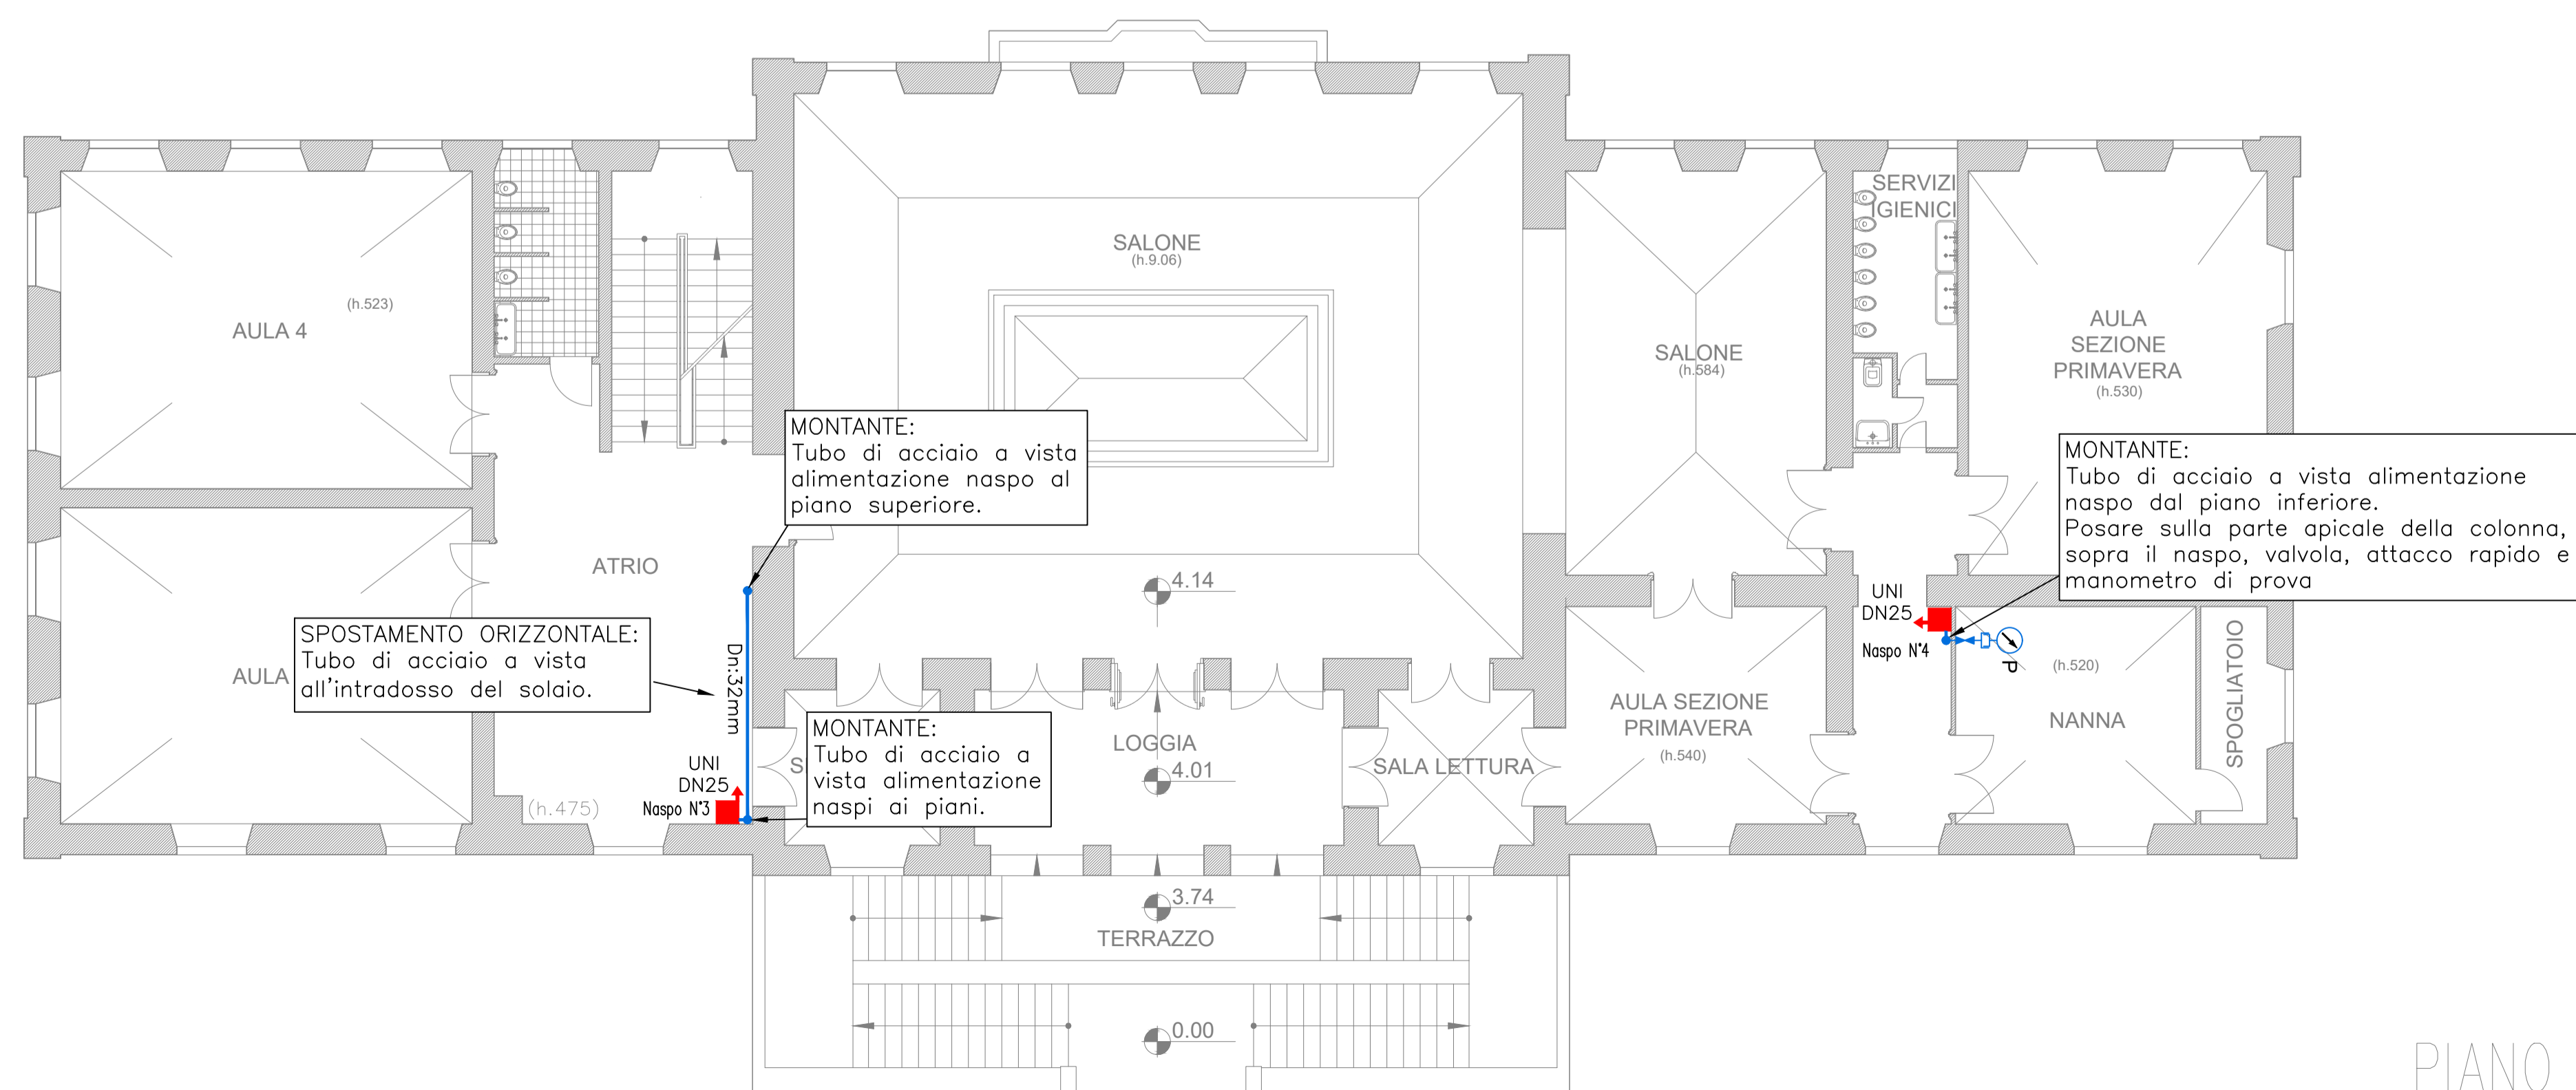 SERVIZI
IGIENICI
SALONE
(h.9.06)
(h.523)
AULA 4
AULA
SEZIONE
PRIMAVERA
(h.530)
SALONE
(h.584)
MONTANTE:
Tubo di acciaio a vista
alimentazione naspo al
piano superiore.
MONTANTE:
Tubo di acciaio a vista alimentazione
naspo dal piano inferiore.
Posare sulla parte apicale della colonna,
sopra il naspo, valvola, attacco rapido e
manometro di prova
ATRIO
4.14
UNI
DN25
Naspo N°4
P
(h.520)
NANNA
SPOGLIATOIO
SPOSTAMENTO ORIZZONTALE:
Tubo di acciaio a vista
all'intradosso del solaio.
AULA
Dn:32mm
MONTANTE:
Tubo di acciaio a
vista alimentazione
naspi ai piani.
S
LOGGIA
4.01
SALA LETTURA
AULA SEZIONE
PRIMAVERA
(h.540)
UNI
DN25
Naspo N°3
(h.475)
3.74
TERRAZZO
0.00
PIANO